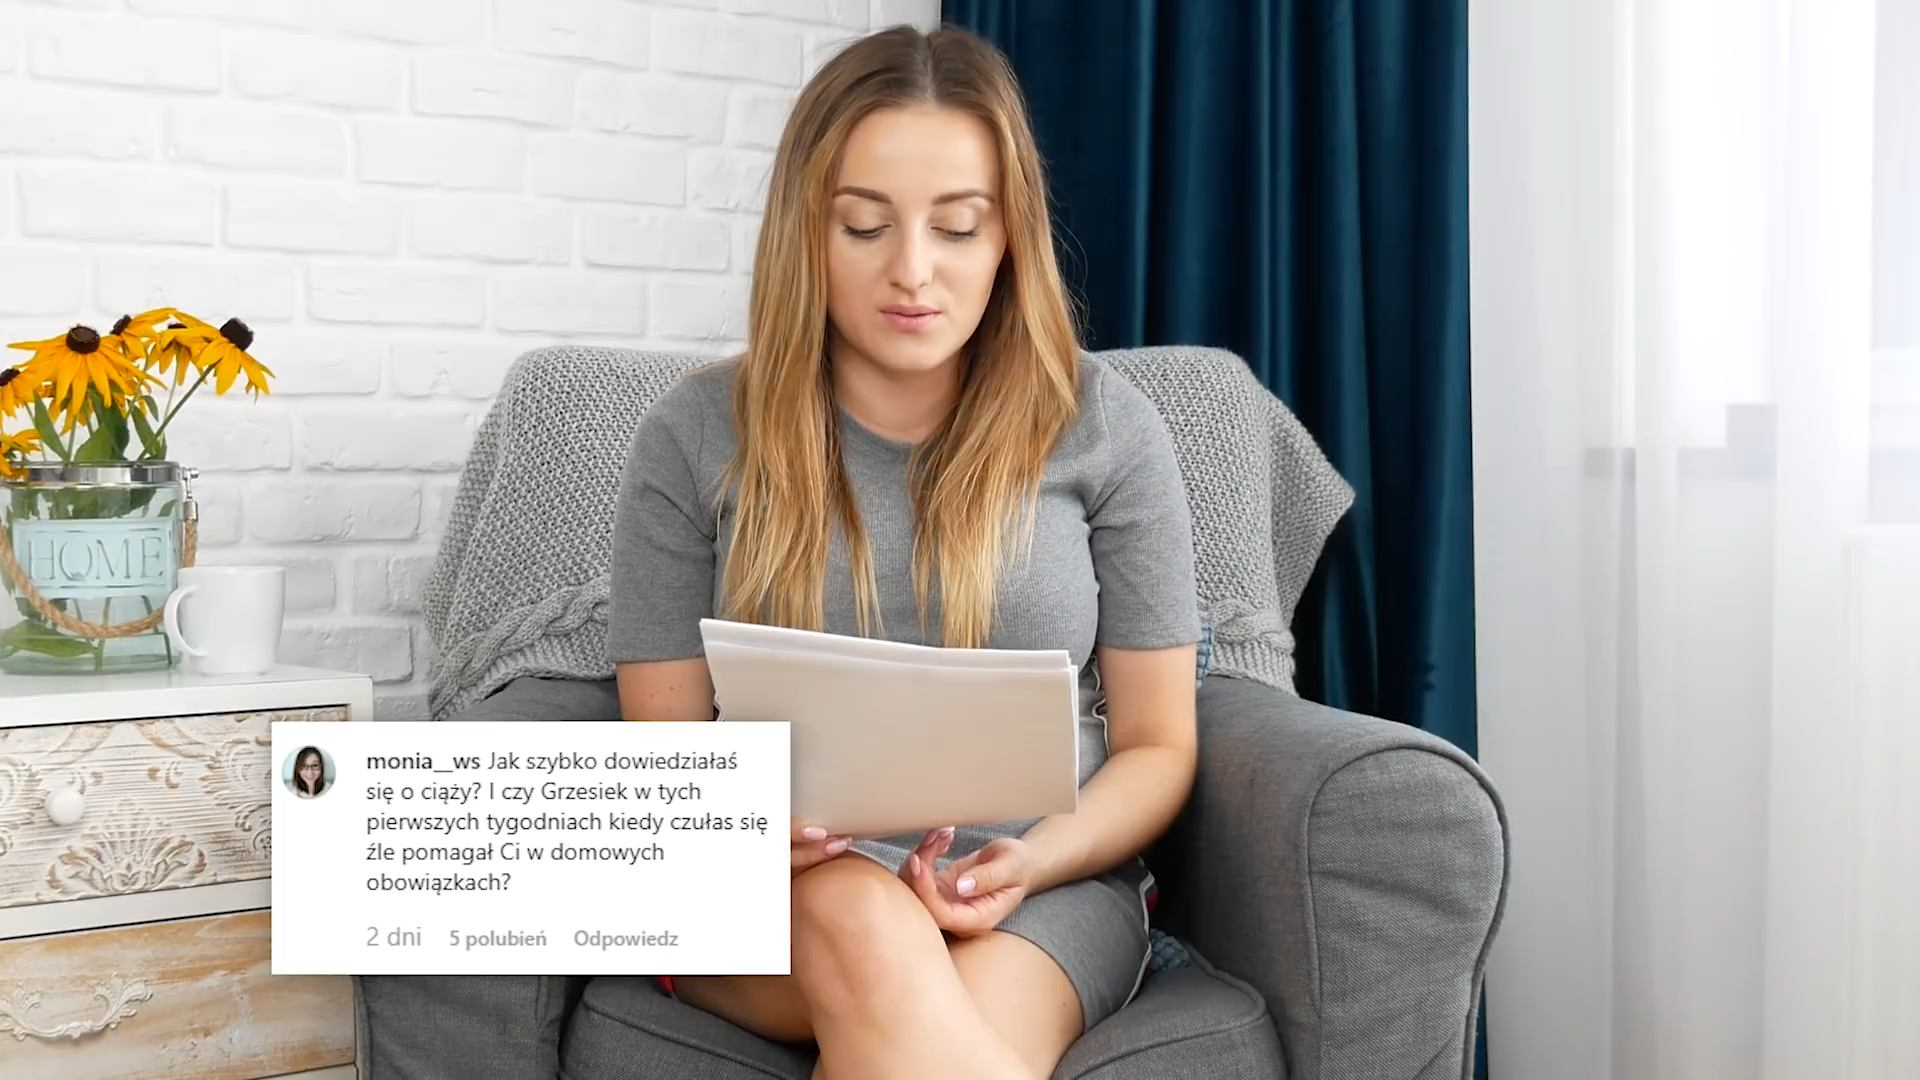 HOME
monia__ws Jak szybko dowiedziałaś
się o ciąży? I czy Grzesiek w tych
pierwszych tygodniach kiedy czułas się
źle pomagał Ci w domowych
obowiązkach?
2 dni 5 polubień Odpowiedz